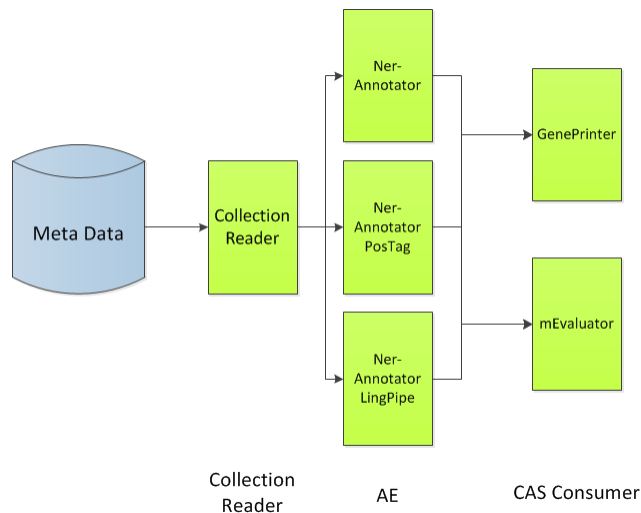 Meta Data
Collection
Reader
Ner-
Annotator
Ner-
Annotator
PosTag
Ner-
Annotator
LingPipe
GenePrinter
mEvaluator
Collection
Reader
AE
CAS Consumer